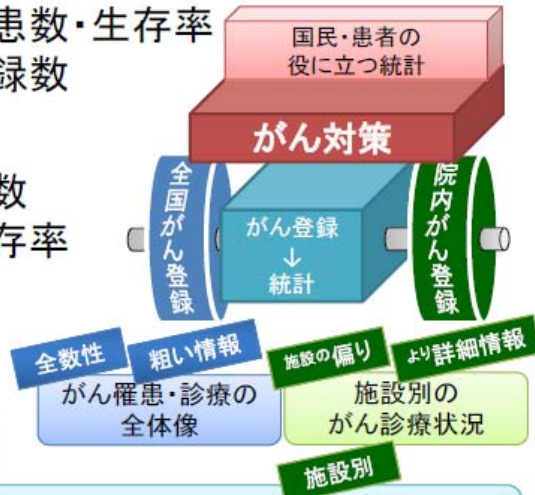 患数・生存率
録数
数
存率
国民・患者の
役に立つ統計
がん対策
全国がん登録
がん登録
↓
統計
院内がん登録
全数性
粗い情報
施設の偏り
より詳細情報
がん罹患・診療の
全体像
施設別の
がん診療状況
施設別